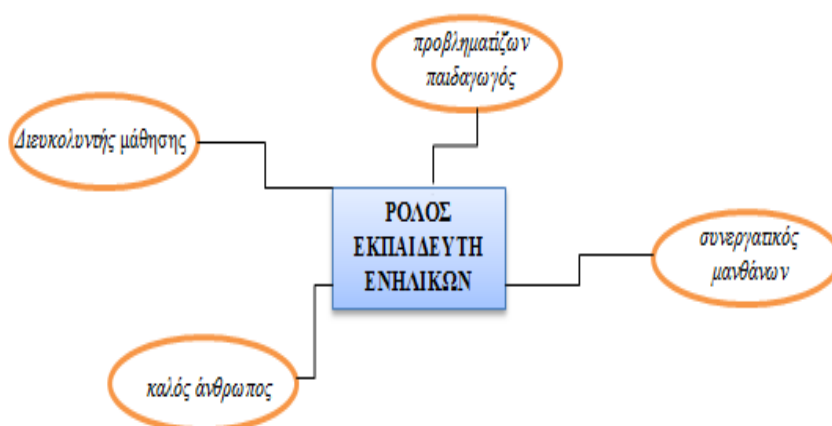 προβληματίζων
παιδαγωγός
Διευκολυντής μάθησης
ΡΟΛΟΣ
ΕΚΠΑΙΔΕΥΤΗ
ΕΝΗΛΙΚΩΝ
συνεργατικός
μανθάνων
καλός άνθρωπος